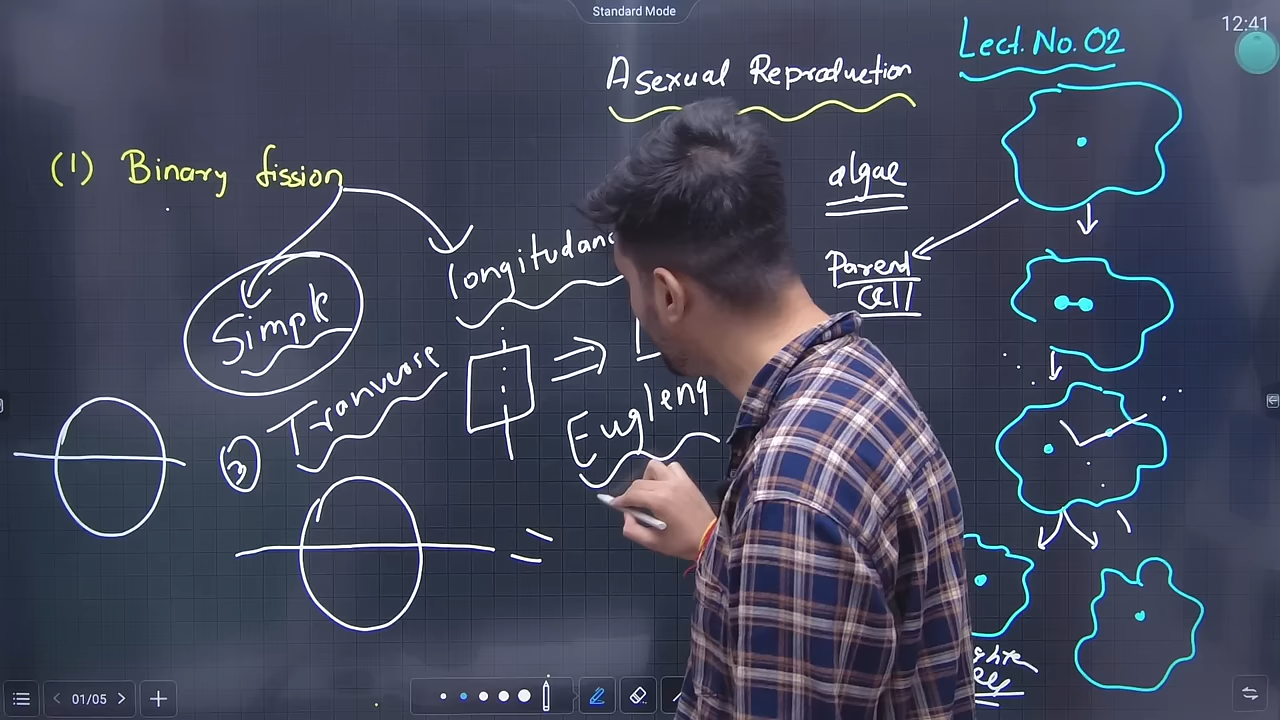 Standard Mode
12:41
Lect. No. 02
Asexual Reproduction
(1) Binary fission
algae
Parent
cell
Simple
Tranverse
Euglena
01/05